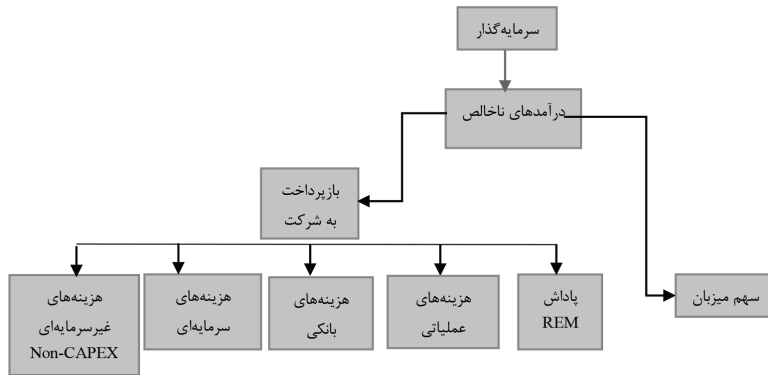 سرمایه‌گذار
درآمدهای ناخالص
بازپرداخت
به شرکت
سهم میزبان
پاداش
REM
هزینه‌های
عملیاتی
هزینه‌های
بانکی
هزینه‌های
سرمایه‌ای
هزینه‌های
غیرسرمایه‌ای
Non-CAPEX